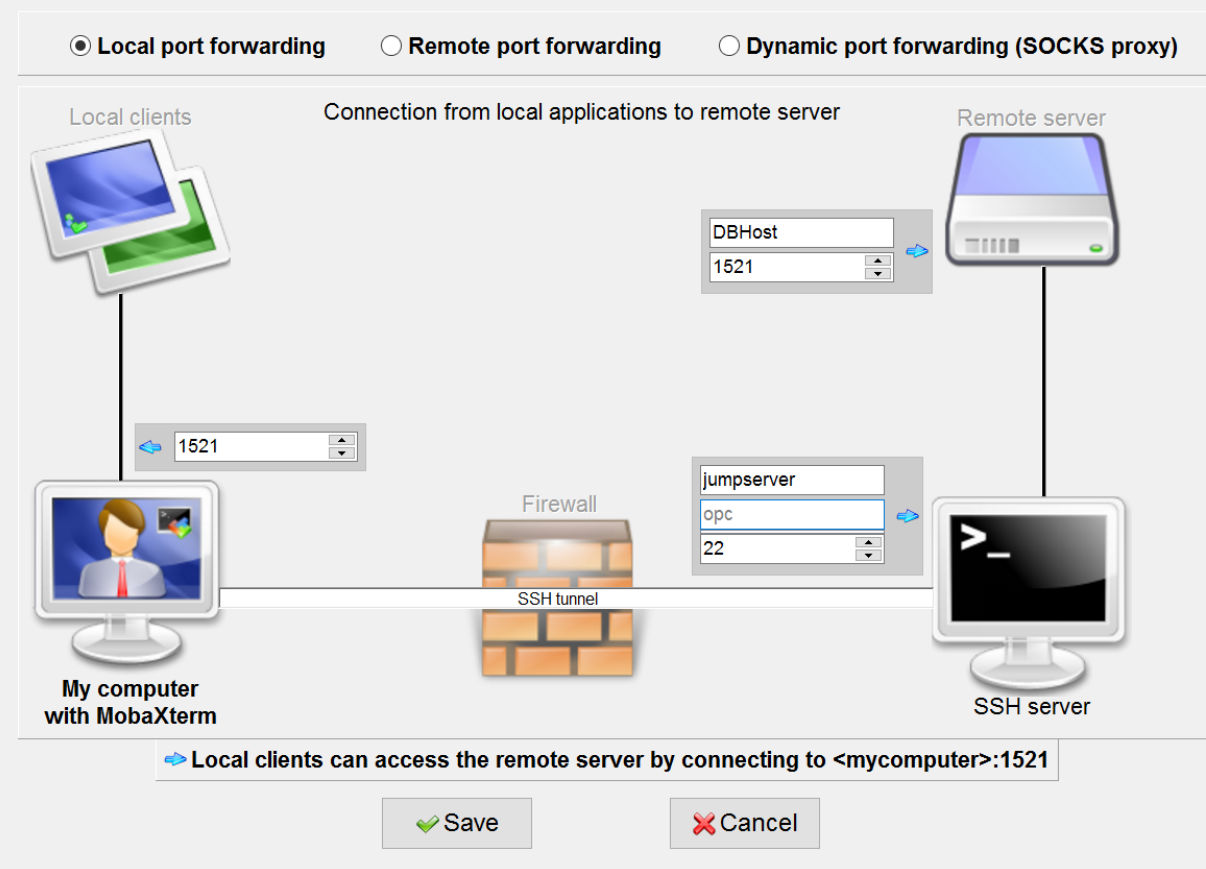 Local port forwarding
Remote port forwarding
Dynamic port forwarding (SOCKS proxy)
Local clients
Connection from local applications to remote server
Remote server
DBHost
1521
1521
Firewall
jumpserver
opc
22
SSH tunnel
>_
My computer
with MobaXterm
SSH server
Local clients can access the remote server by connecting to <mycomputer>:1521
Save
Cancel